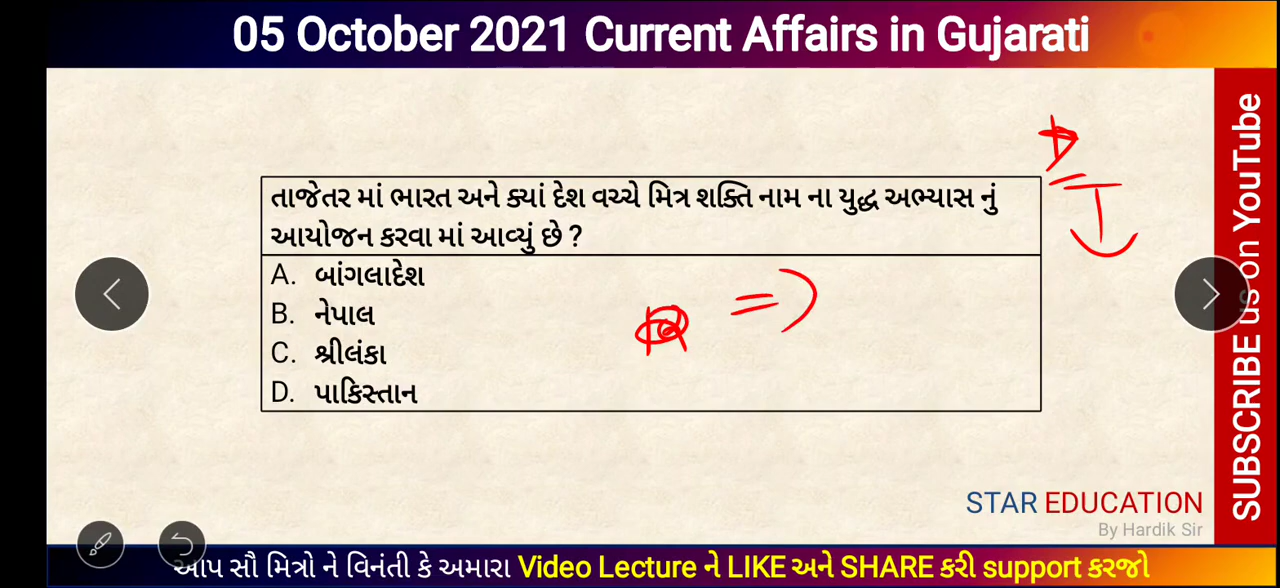 05 October 2021 Current Affairs in Gujarati
તાજેતર માં ભારત અને ક્યાં દેશ વચ્ચે મિત્ર શક્તિ નામ ના યુદ્ધ અભ્યાસ નું
આયોજન કરવા માં આવ્યું છે ?
A. બાંગલાદેશ
B. નેપાલ
C. શ્રીલંકા
D. પાકિસ્તાન
STAR EDUCATION
By Hardik Sir
SUBSCRIBE us on YouTube
આપ સૌ મિત્રો ને વિનંતી કે અમારા Video Lecture ને LIKE અને SHARE કરી support કરજો